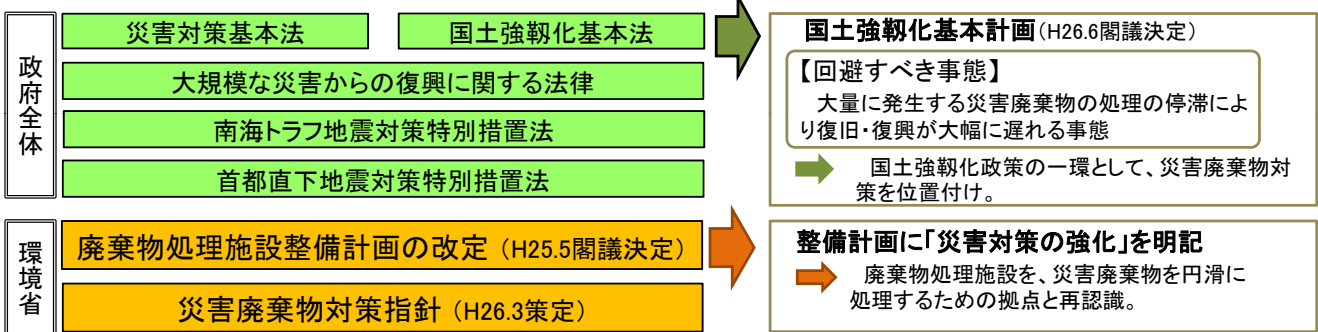 政府全体
災害対策基本法
国土強靱化基本法
大規模な災害からの復興に関する法律
南海トラフ地震対策特別措置法
首都直下地震対策特別措置法
国土強靱化基本計画(H26.6閣議決定)
【回避すべき事態】
大量に発生する災害廃棄物の処理の停滞によ
り復旧・復興が大幅に遅れる事態
国土強靱化政策の一環として、災害廃棄物対
策を位置付け。
環境省
廃棄物処理施設整備計画の改定（H25.5閣議決定）
災害廃棄物対策指針（H26.3策定）
整備計画に「災害対策の強化」を明記
廃棄物処理施設を、災害廃棄物を円滑に
処理するための拠点と再認識。